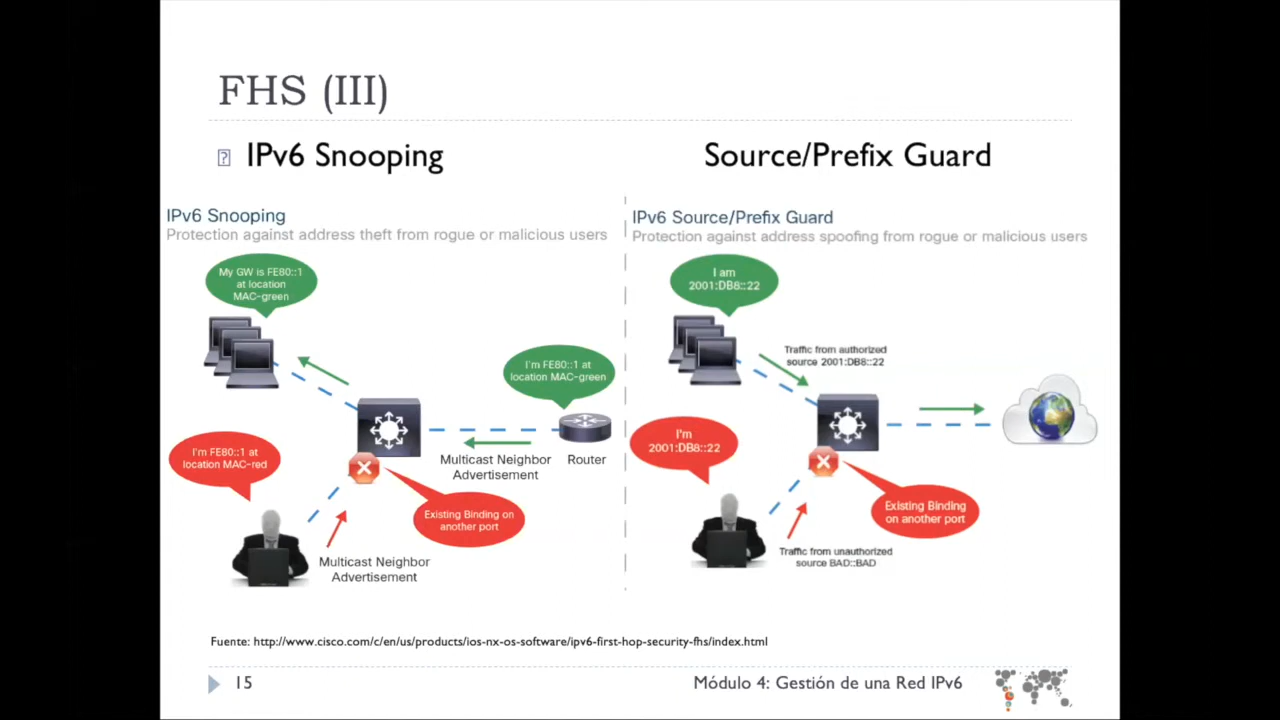 FHS (III)
IPv6 Snooping
Source/Prefix Guard
IPv6 Snooping
Protection against address theft from rogue or malicious users
My GW is FE80::1
at location
MAC-green
I'm FE80::1 at
location MAC-green
I'm FE80::1 at
location MAC-red
Multicast Neighbor
Advertisement
Router
Existing Binding on
another port
Multicast Neighbor
Advertisement
IPv6 Source/Prefix Guard
Protection against address spoofing from rogue or malicious users
I am
2001:DB8::22
Traffic from authorized
source 2001:DB8::22
I'm
2001:DB8::22
Existing Binding
on another port
Traffic from unauthorized
source BAD::BAD
Fuente: http://www.cisco.com/c/en/us/products/ios-nx-os-software/ipv6-first-hop-security-fhs/index.html
15
Módulo 4: Gestión de una Red IPv6